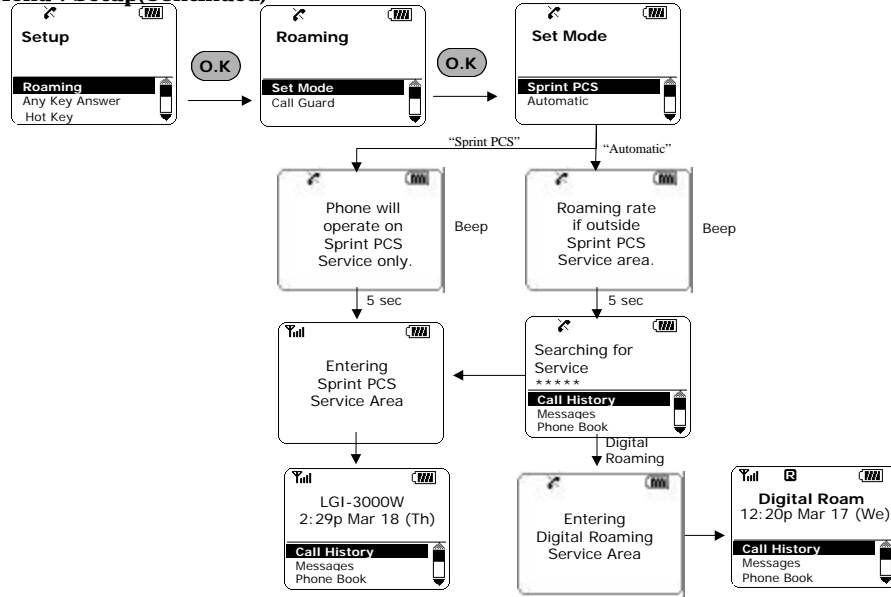 Setup
O.K
Roaming
Any Key Answer
Hot Key
Roaming
O.K
Set Mode
Call Guard
Set Mode
Sprint PCS
Automatic
“Sprint PCS”
“Automatic”
Phone will
operate on
Sprint PCS
Service only.
Beep
Roaming rate
if outside
Sprint PCS
Service area.
Beep
5 sec
5 sec
Entering
Sprint PCS
Service Area
Searching for
Service
*****
Call History
Messages
Phone Book
Digital
Roaming
LGI-3000W
2:29p Mar 18 (Th)
Call History
Messages
Phone Book
Entering
Digital Roaming
Service Area
R
Digital Roam
12:20p Mar 17 (We)
Call History
Messages
Phone Book